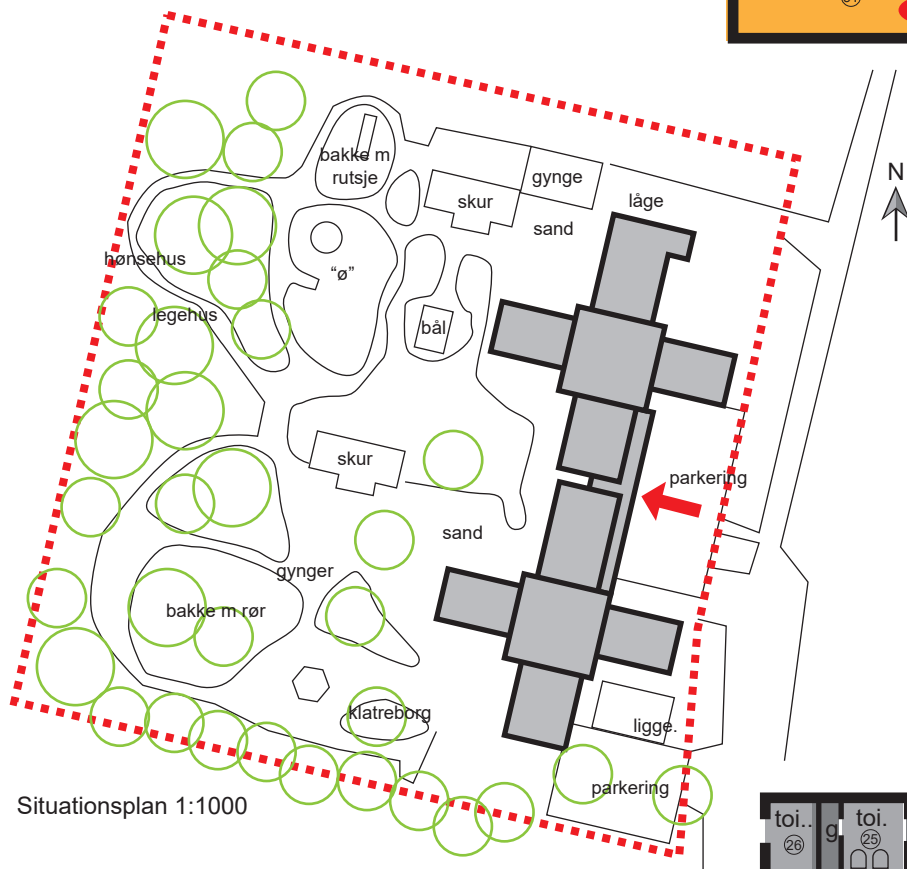 bakke m
rutsje
skur
gynge
låge
sand
N
hønsehus
"ø"
legehus
bål
skur
parkering
sand
gynger
bakke m rør
klatreborg
ligge.
parkering
Situationsplan 1:1000
toi..
26
g
toi.
25